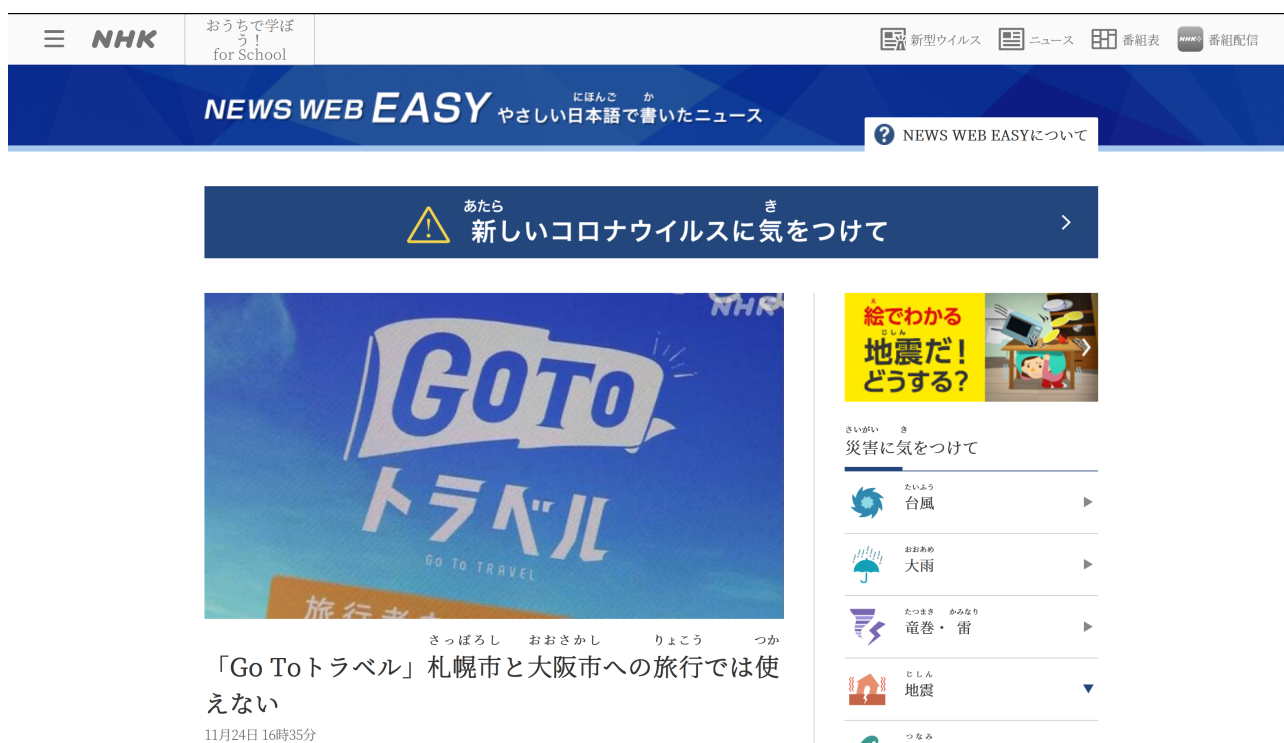 NHK
おうちで学ぼ
う！
for School
新型ウイルス
ニュース
番組表
NHK+
番組配信
NEWS WEB EASY
にほんご か
やさしい日本語で書いたニュース
NEWS WEB EASYについて
あたら き
新しいコロナウイルスに気をつけて
NHK
GOTO
トラベル
GO TO TRAVEL
旅行者
さっぽろし おおさかし りょこう つか
「Go Toトラベル」札幌市と大阪市への旅行では使
えない
11月24日 16時35分
え
絵でわかる
じしん
地震だ!
どうする?
さいがい き
災害に気をつけて
たいふう
台風
おおあめ
大雨
たつまき かみなり
竜巻・ 雷
じしん
地震
つなみ